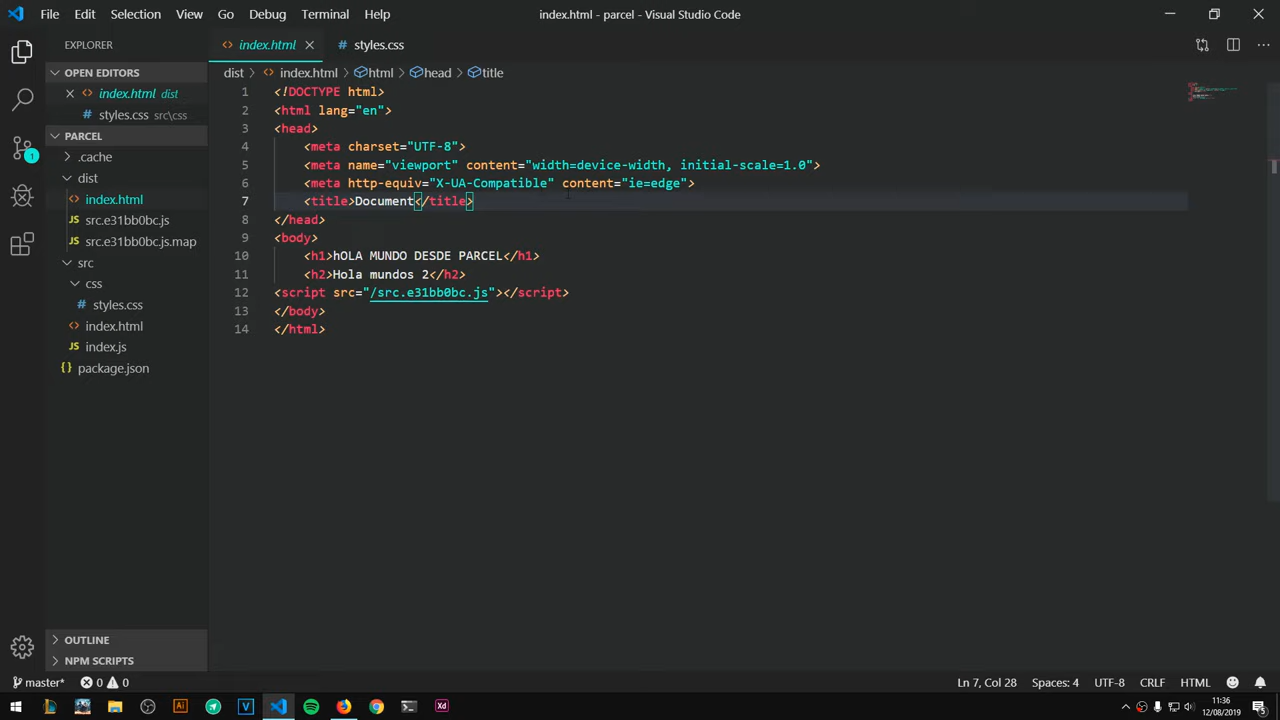 File Edit Selection View Go Debug Terminal Help
index.html - parcel - Visual Studio Code
EXPLORER
OPEN EDITORS
index.html dist
styles.css src\css
PARCEL
.cache
dist
index.html
src.e31bb0bc.js
src.e31bb0bc.js.map
src
css
styles.css
index.html
index.js
package.json
OUTLINE
NPM SCRIPTS
index.html
styles.css
dist > index.html > html > head > title
1 <!DOCTYPE html>
2 <html lang="en">
3 <head>
4 <meta charset="UTF-8">
5 <meta name="viewport" content="width=device-width, initial-scale=1.0">
6 <meta http-equiv="X-UA-Compatible" content="ie=edge">
7 <title>Document</title>
8 </head>
9 <body>
10 <h1>hOLA MUNDO DESDE PARCEL</h1>
11 <h2>Hola mundos 2</h2>
12 <script src="/src.e31bb0bc.js"></script>
13 </body>
14 </html>
1
master* 0 0
Ln 7, Col 28 Spaces: 4 UTF-8 CRLF HTML
Ai V Xd
11:36
12/08/2019
5